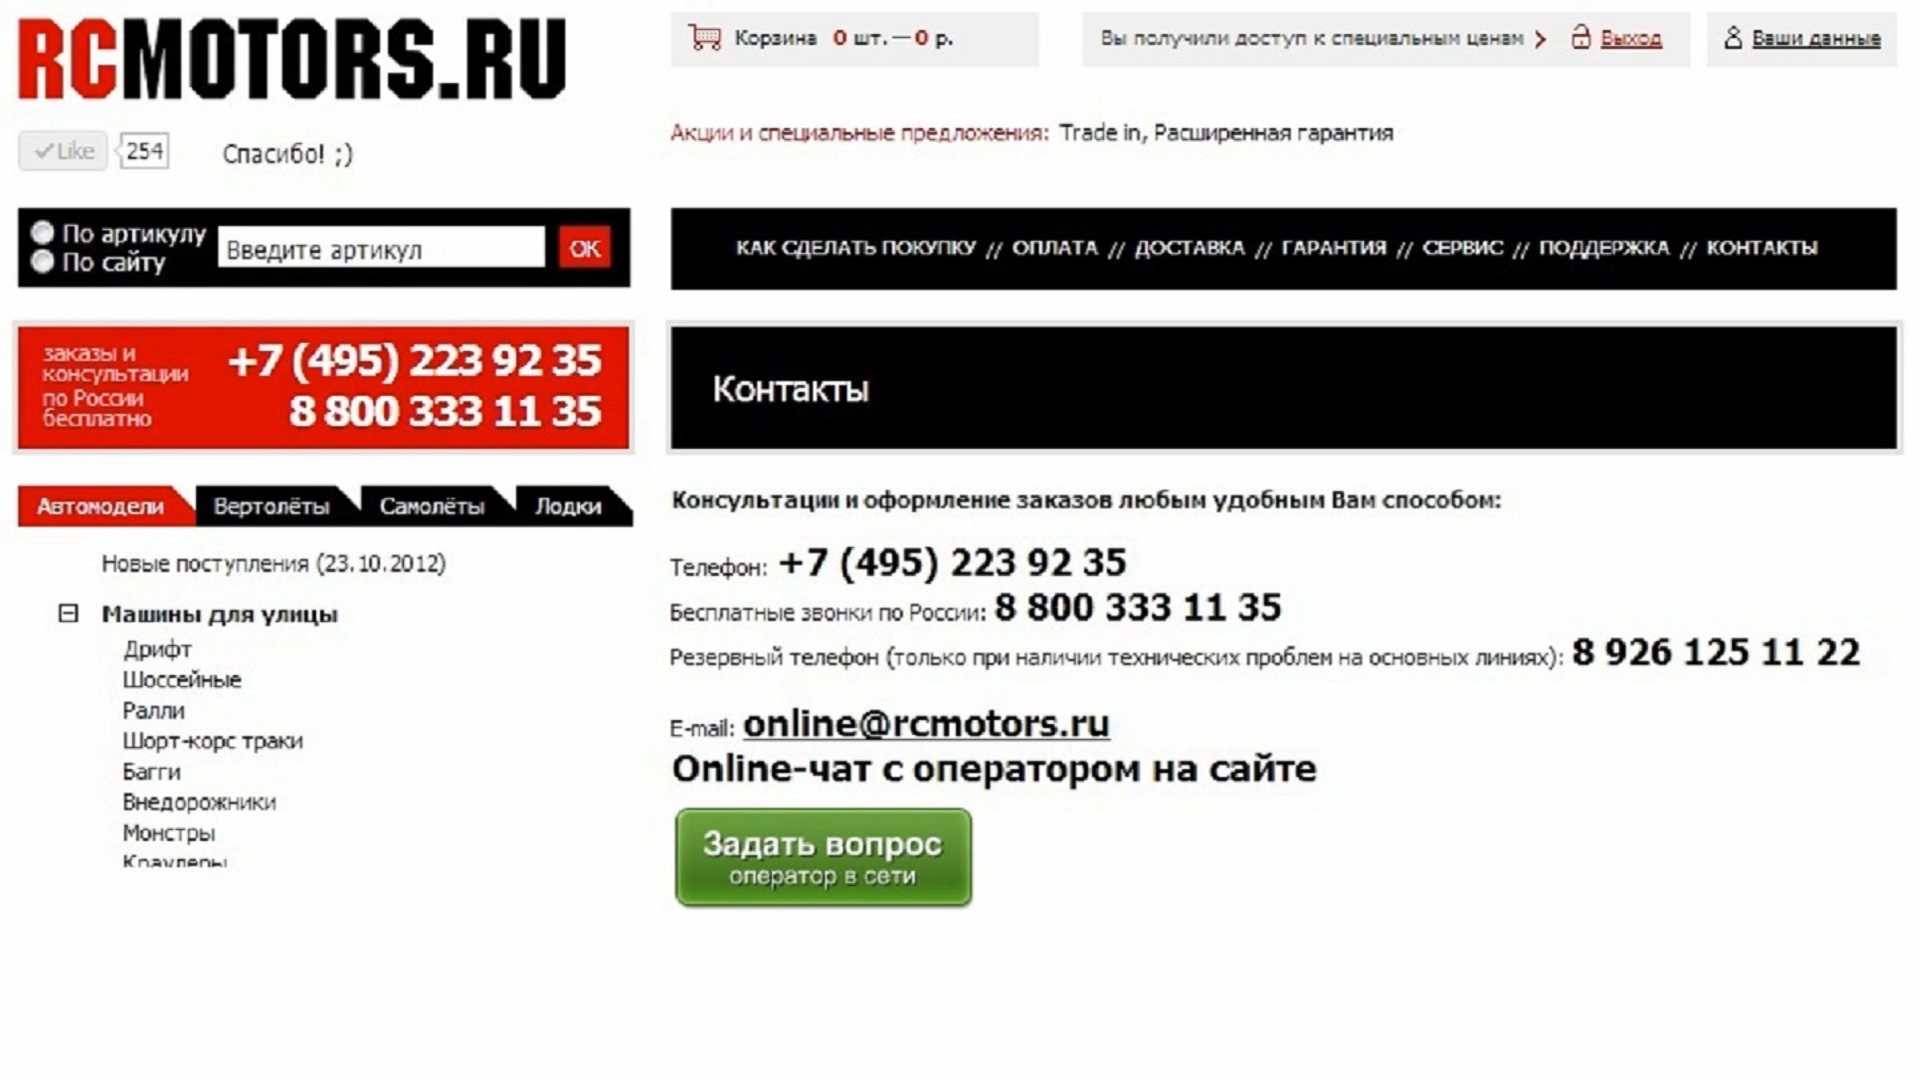 RCMOTORS.RU
Корзина 0 шт. — 0 р.
Вы получили доступ к специальным ценам
Выход
Ваши данные
Like 254 Спасибо! ;)
Акции и специальные предложения: Trade in, Расширенная гарантия
По артикулу
По сайту
Введите артикул
OK
КАК СДЕЛАТЬ ПОКУПКУ // ОПЛАТА // ДОСТАВКА // ГАРАНТИЯ // СЕРВИС // ПОДДЕРЖКА // КОНТАКТЫ
заказы и
консультации
+7 (495) 223 92 35
по России
бесплатно
8 800 333 11 35
Контакты
Автомодели Вертолёты Самолёты Лодки
Новые поступления (23.10.2012)
Машины для улицы
Дрифт
Шоссейные
Ралли
Шорт-корс траки
Багги
Внедорожники
Монстры
Краулеры
Консультации и оформление заказов любым удобным Вам способом:
Телефон: +7 (495) 223 92 35
Бесплатные звонки по России: 8 800 333 11 35
Резервный телефон (только при наличии технических проблем на основных линиях): 8 926 125 11 22
E-mail: online@rcmotors.ru
Online-чат с оператором на сайте
Задать вопрос
оператор в сети